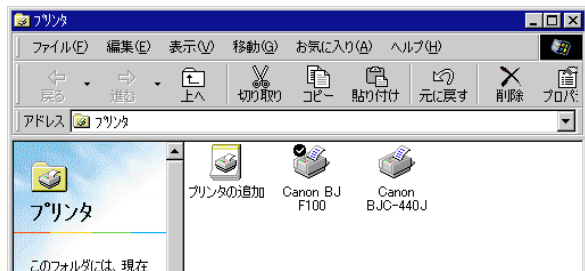 プリンタ
ファイル(F) 編集(E) 表示(V) 移動(G) お気に入り(A) ヘルプ(H)
戻る 進む 上へ 切り取り コピー 貼り付け 元に戻す 削除 プロパ
アドレス プリンタ
プリンタの追加 Canon BJ F100 Canon BJC-440J
プリンタ
このフォルダには、現在